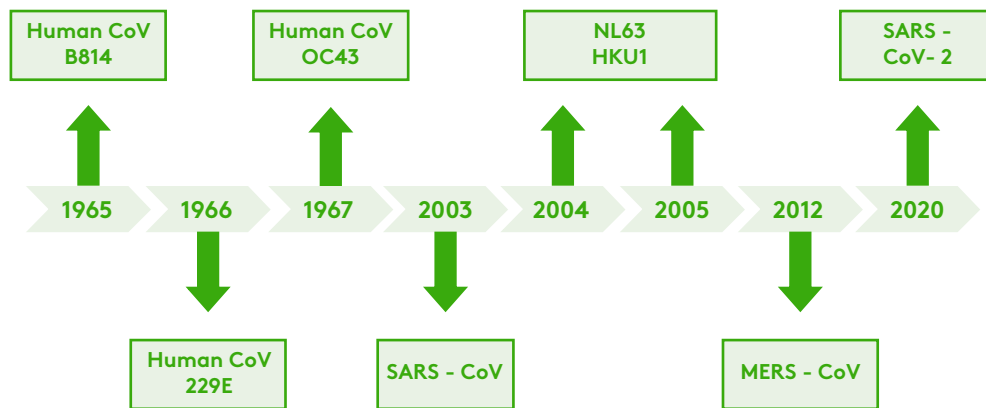 Human CoV
B814
Human CoV
OC43
NL63
HKU1
SARS -
CoV- 2
1965
1966
1967
2003
2004
2005
2012
2020
Human CoV
229E
SARS - CoV
MERS - CoV